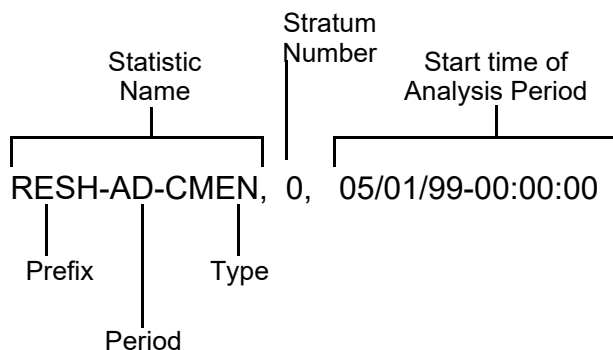 Stratum
Number
Statistic
Name
Start time of
Analysis Period
RESH-AD-CMEN, 0, 05/01/99-00:00:00
Prefix
Type
Period